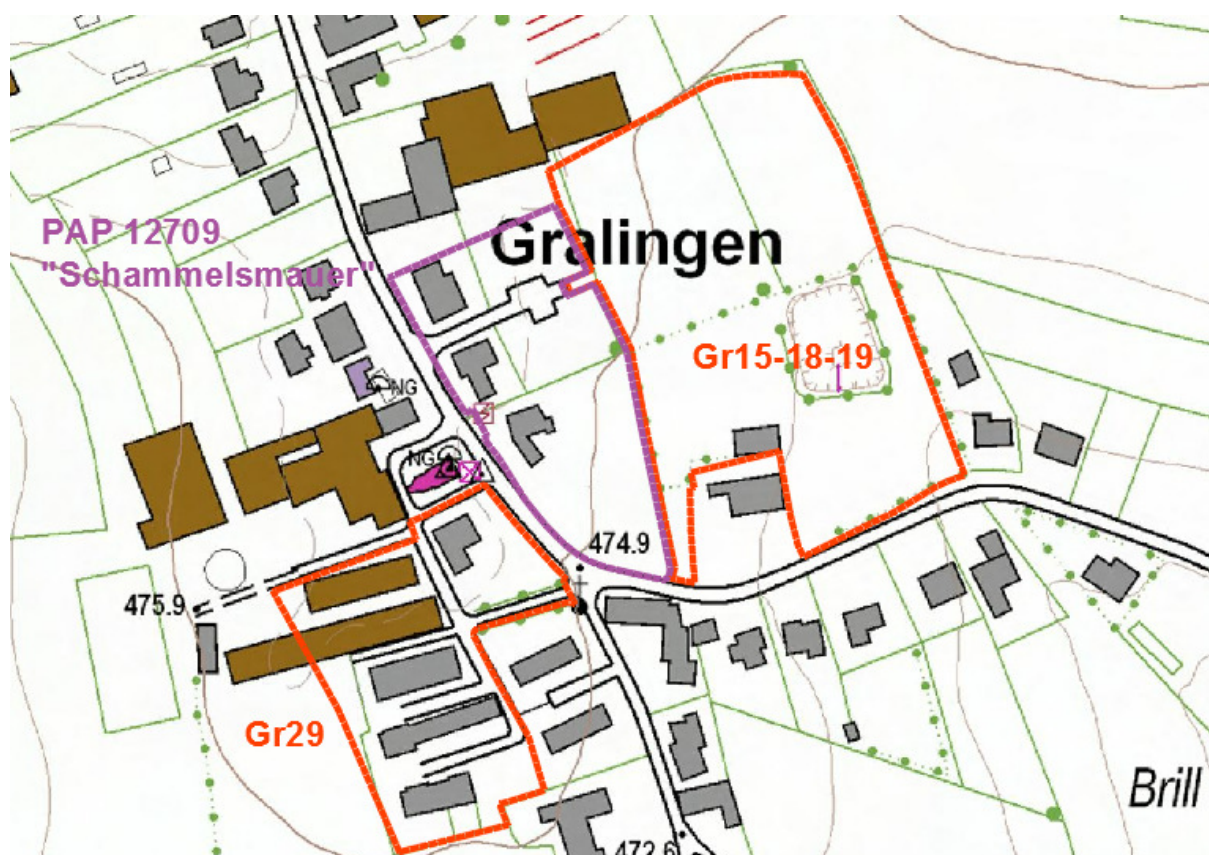 PAP 12709
"Schammelsmauer"
Gralingen
Gr15-18-19
NG
NG
474.9
475.9
Gr29
Brill
472.6